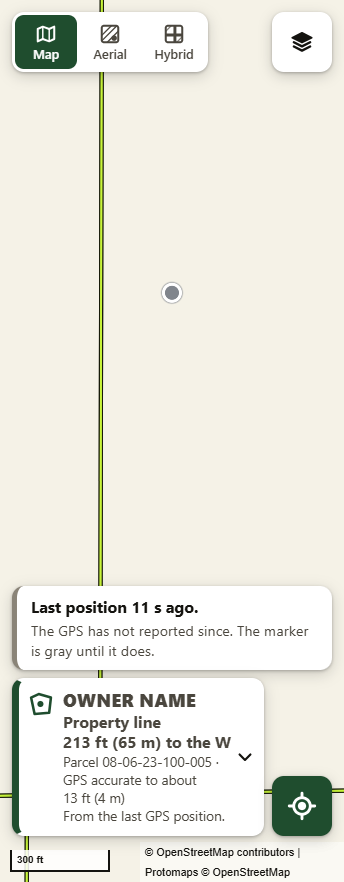 Map
Aerial
Hybrid
Last position 11 s ago.
The GPS has not reported since. The marker
is gray until it does.
OWNER NAME
Property line
213 ft (65 m) to the W
Parcel 08-06-23-100-005 ·
GPS accurate to about
13 ft (4 m)
From the last GPS position.
300 ft
© OpenStreetMap contributors |
Protomaps © OpenStreetMap